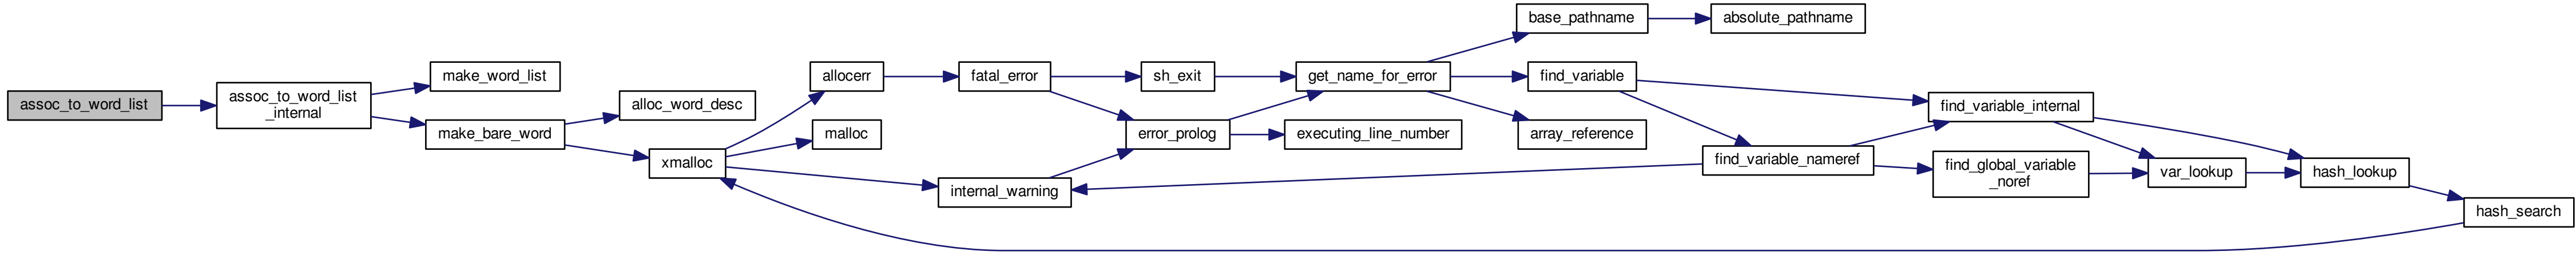 assoc_to_word_list
assoc_to_word_list
_internal
make_word_list
make_bare_word
alloc_word_desc
xmalloc
allocerr
malloc
fatal_error
internal_warning
sh_exit
error_prolog
get_name_for_error
executing_line_number
base_pathname
absolute_pathname
find_variable
array_reference
find_variable_nameref
find_variable_internal
find_global_variable
_noref
var_lookup
hash_lookup
hash_search